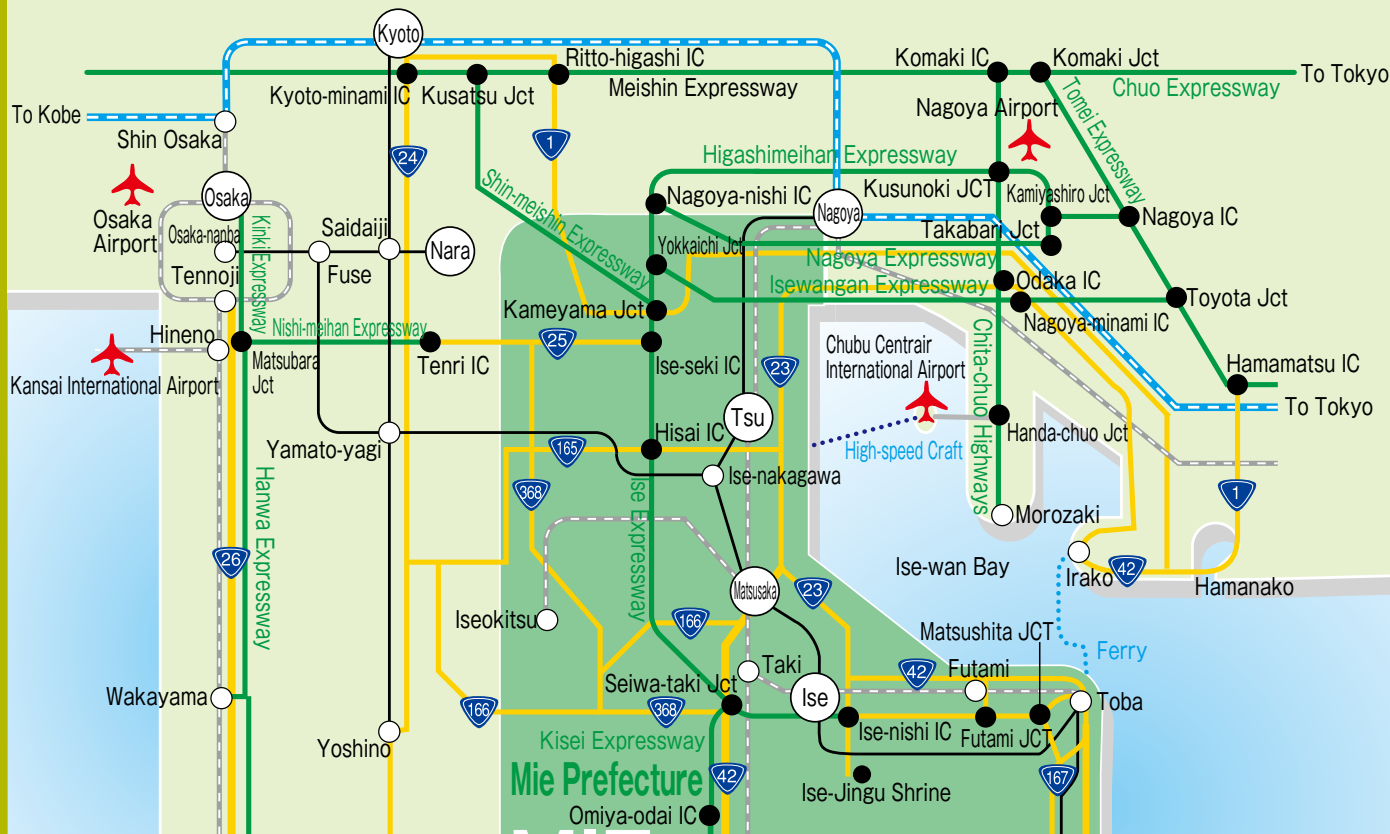 Kyoto
Ritto-higashi IC
Komaki IC
Komaki Jct
To Tokyo
Kyoto-minami IC
Kusatsu Jct
Meishin Expressway
Chuo Expressway
To Kobe
Shin Osaka
Nagoya Airport
Tomei Expressway
24
1
Higashimeihan Expressway
Kusunoki JCT
Kamiyashiro Jct
Osaka
Osaka
Airport
Kinki Expressway
Shin-meishin Expressway
Nagoya-nishi IC
Nagoya
Takabari Jct
Nagoya IC
Osaka-nanba
Saidaiji
Nara
Tennoji
Fuse
Yokkaichi Jct
Nagoya Expressway
Isewangan Expressway
Odaka IC
Toyota Jct
Kameyama Jct
Nagoya-minami IC
Hineno
Nishi-meihan Expressway
Kansai International Airport
Matsubara
Jct
Tenri IC
25
Ise-seki IC
23
Chubu Centrair
International Airport
Chita-chuo Highways
Hamamatsu IC
To Tokyo
Tsu
Hisai IC
Handa-chuo Jct
High-speed Craft
Yamato-yagi
165
Ise-nakagawa
368
Ise Expressway
1
Hanwa Expressway
Morozaki
26
Ise-wan Bay
Irako
42
Hamanako
Matsusaka
23
Iseokitsu
166
Matsushita JCT
Ferry
Taki
42
Futami
Wakayama
Seiwa-taki Jct
Ise
Toba
166
368
Ise-nishi IC
Futami JCT
Yoshino
Kisei Expressway
Mie Prefecture
42
167
Ise-Jingu Shrine
Omiya-odai IC